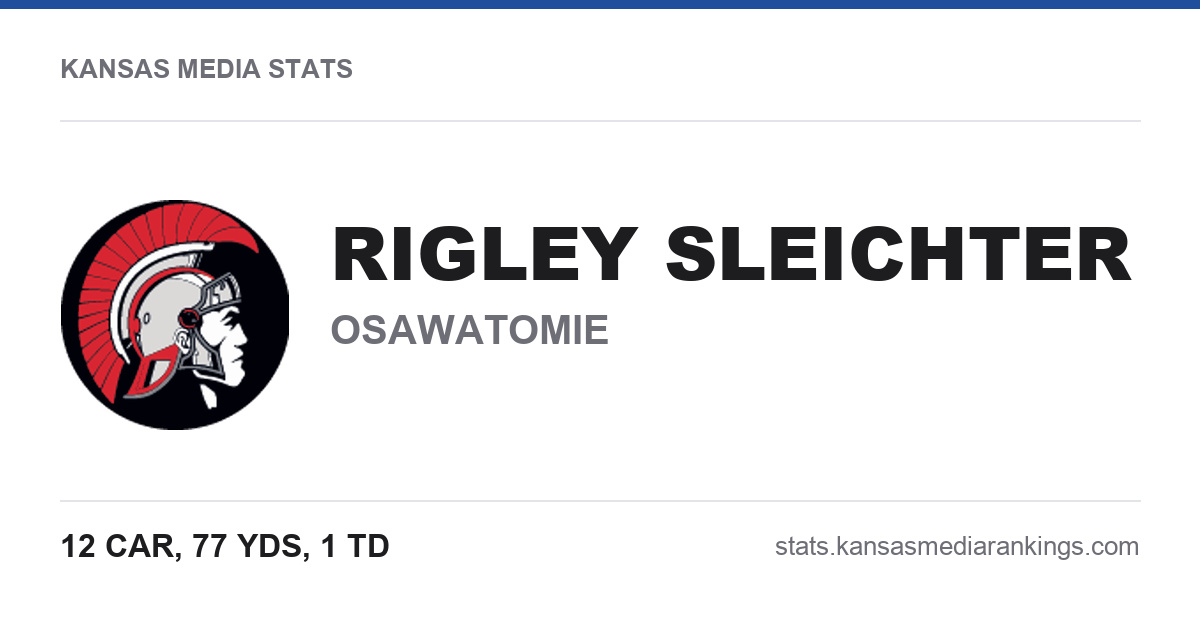 KANSAS MEDIA STATS
RIGLEY SLEICHTER
OSAWATOMIE
12 CAR, 77 YDS, 1 TD
stats.kansasmediarankings.com